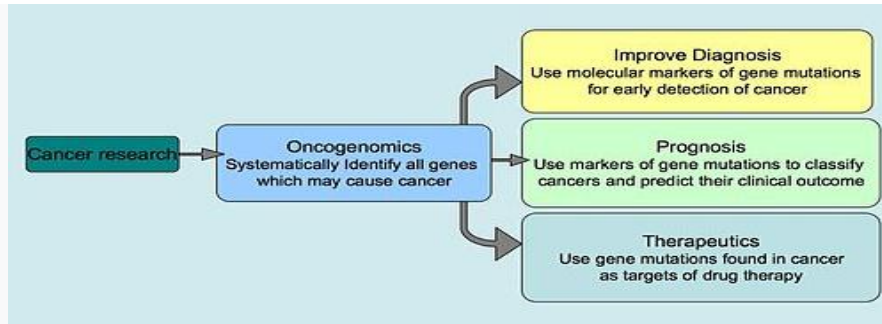 Cancer research
Oncogenomics
Systematically Identify all genes
which may cause cancer
Improve Diagnosis
Use molecular markers of gene mutations
for early detection of cancer
Prognosis
Use markers of gene mutations to classify
cancers and predict their clinical outcome
Therapeutics
Use gene mutations found in cancer
as targets of drug therapy